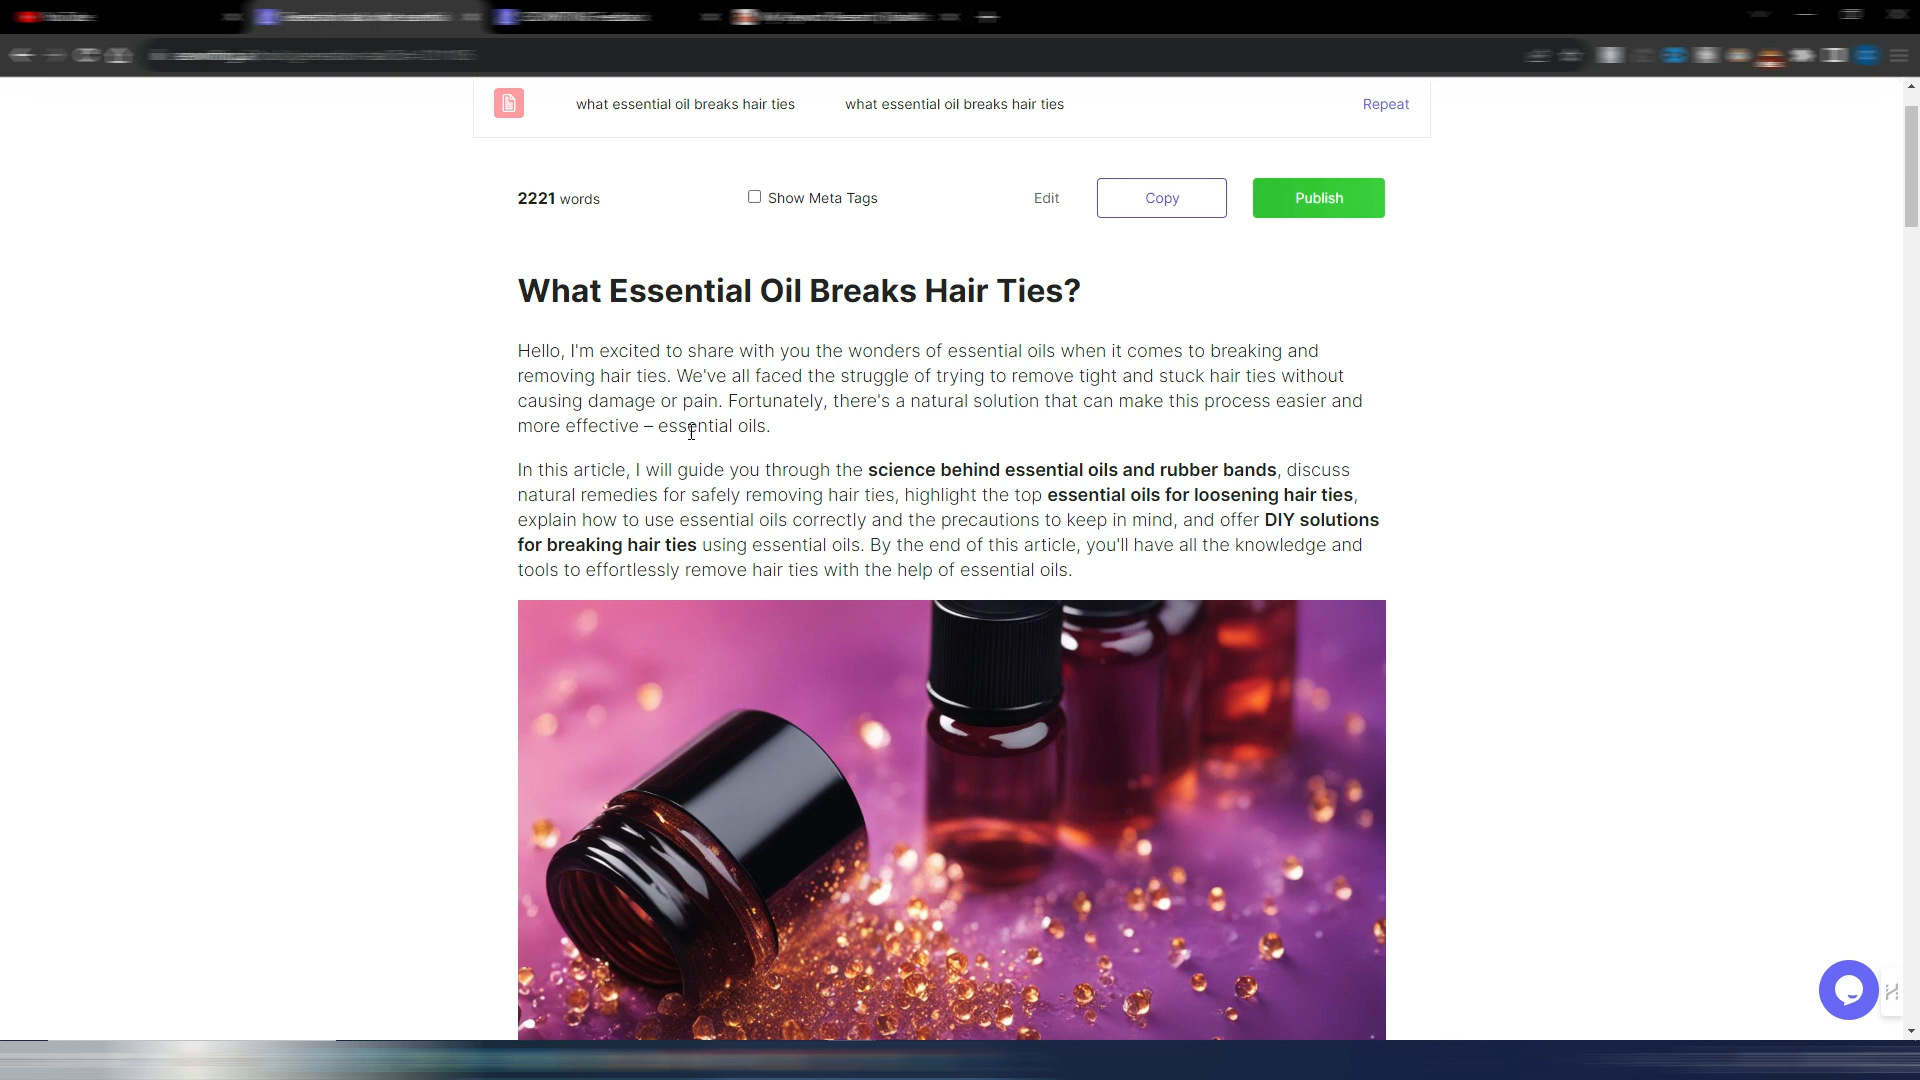 what essential oil breaks hair ties what essential oil breaks hair ties Repeat
2221 words Show Meta Tags Edit Copy Publish
What Essential Oil Breaks Hair Ties?
Hello, I'm excited to share with you the wonders of essential oils when it comes to breaking and
removing hair ties. We've all faced the struggle of trying to remove tight and stuck hair ties without
causing damage or pain. Fortunately, there's a natural solution that can make this process easier and
more effective – essential oils.
In this article, I will guide you through the science behind essential oils and rubber bands, discuss
natural remedies for safely removing hair ties, highlight the top essential oils for loosening hair ties,
explain how to use essential oils correctly and the precautions to keep in mind, and offer DIY solutions
for breaking hair ties using essential oils. By the end of this article, you'll have all the knowledge and
tools to effortlessly remove hair ties with the help of essential oils.